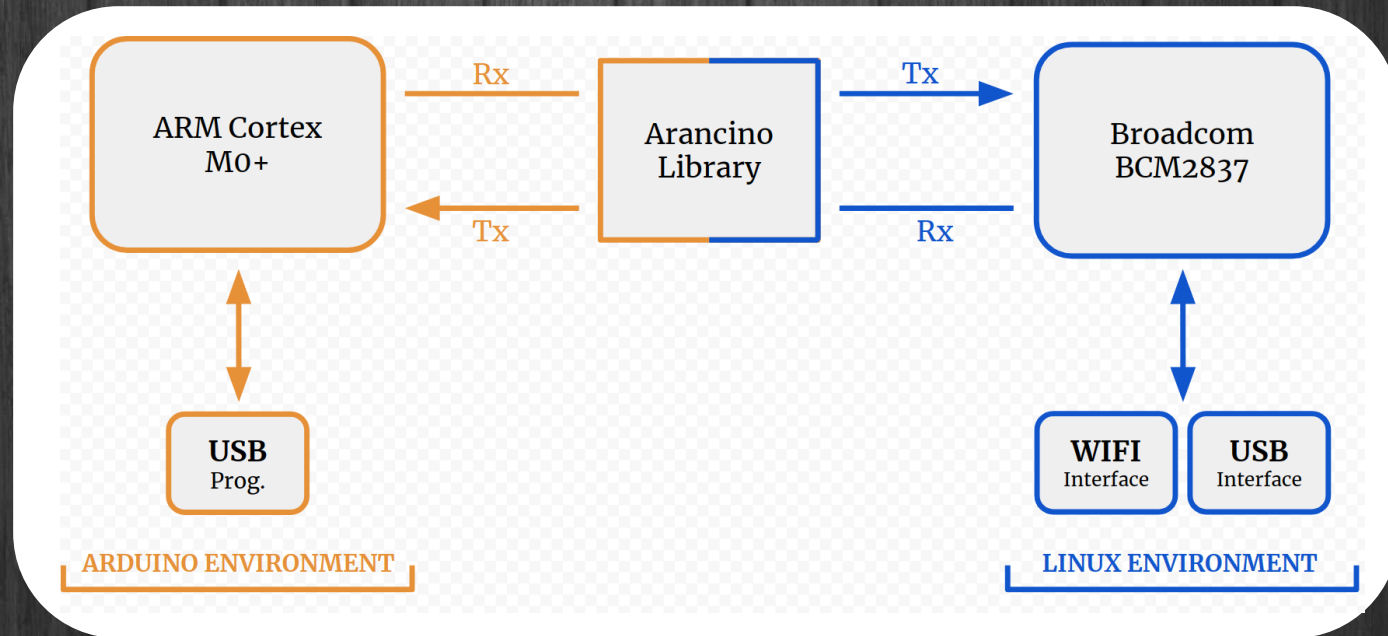 ARM Cortex
M0+
Rx
Tx
Arancino
Library
Tx
Rx
Broadcom
BCM2837
USB
Prog.
WIFI
Interface
USB
Interface
ARDUINO ENVIRONMENT
LINUX ENVIRONMENT